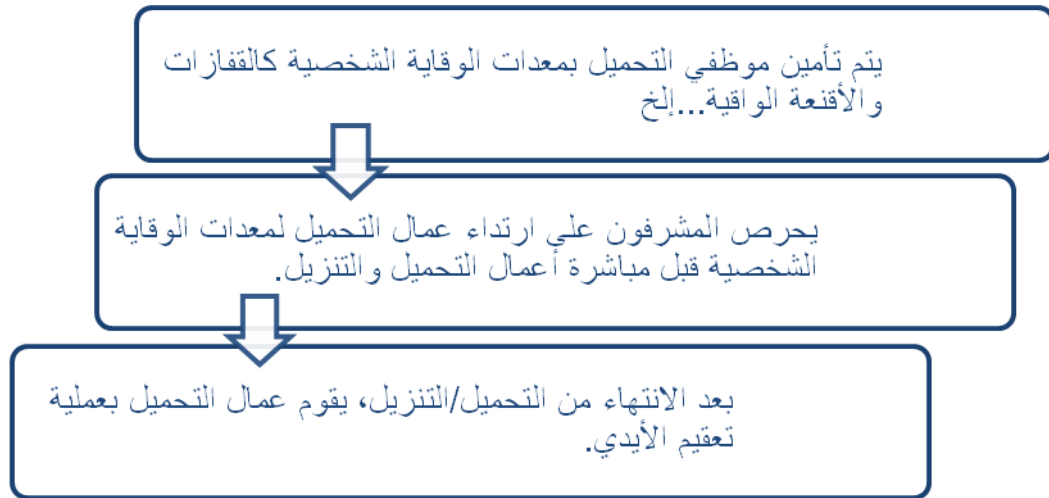 يتم تأمين موظفي التحميل بمعدات الوقاية الشخصية كالقفازات
والأقنعة الواقية...إلخ
يحرص المشرفون على ارتداء عمال التحميل لمعدات الوقاية
الشخصية قبل مباشرة أعمال التحميل والتنزيل.
بعد الانتهاء من التحميل/التنزيل، يقوم عمال التحميل بعملية
تعقيم الأيدي.